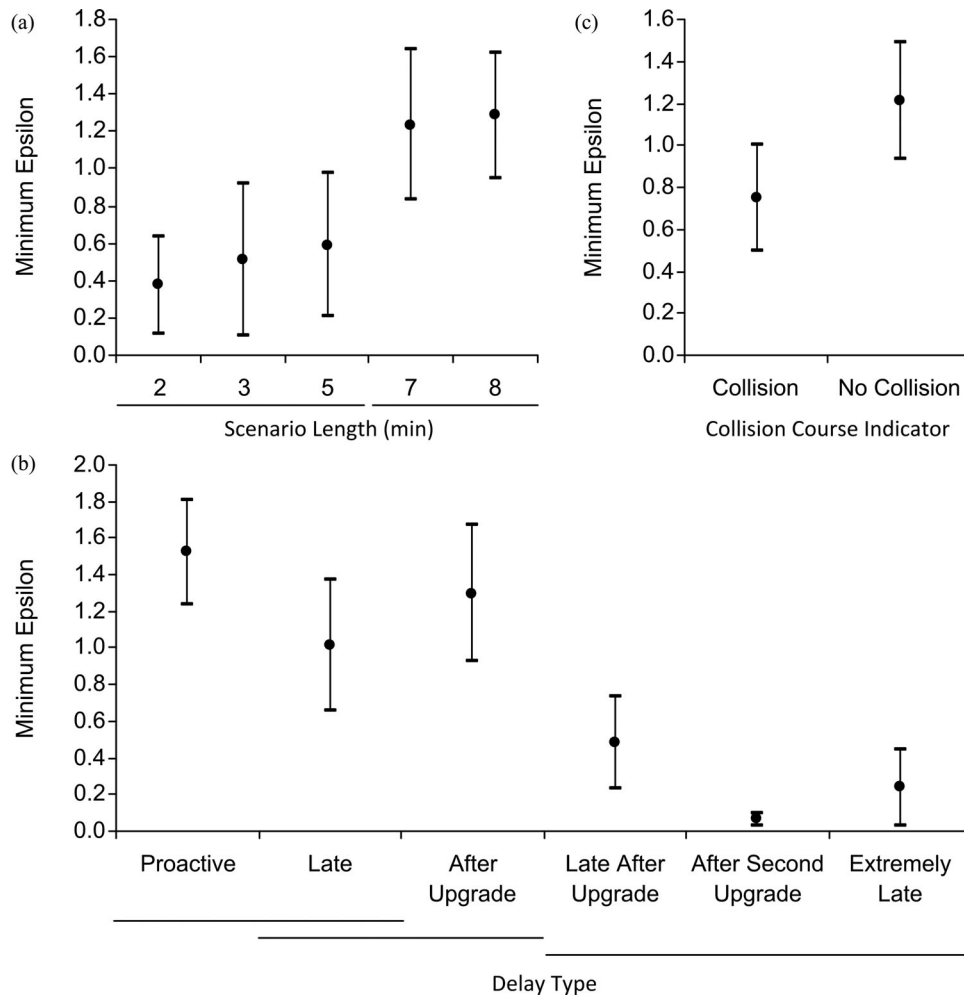 (a)
Minimum Epsilon
1.8
1.6
1.4
1.2
1.0
0.8
0.6
0.4
0.2
0.0
2 3 5 7 8
Scenario Length (min)
(c)
Minimum Epsilon
1.6
1.4
1.2
1.0
0.8
0.6
0.4
0.2
0.0
Collision No Collision
Collision Course Indicator
(b)
Minimum Epsilon
2.0
1.8
1.6
1.4
1.2
1.0
0.8
0.6
0.4
0.2
0.0
Proactive Late After Late After After Second Extremely
Upgrade Upgrade Upgrade Late
Delay Type